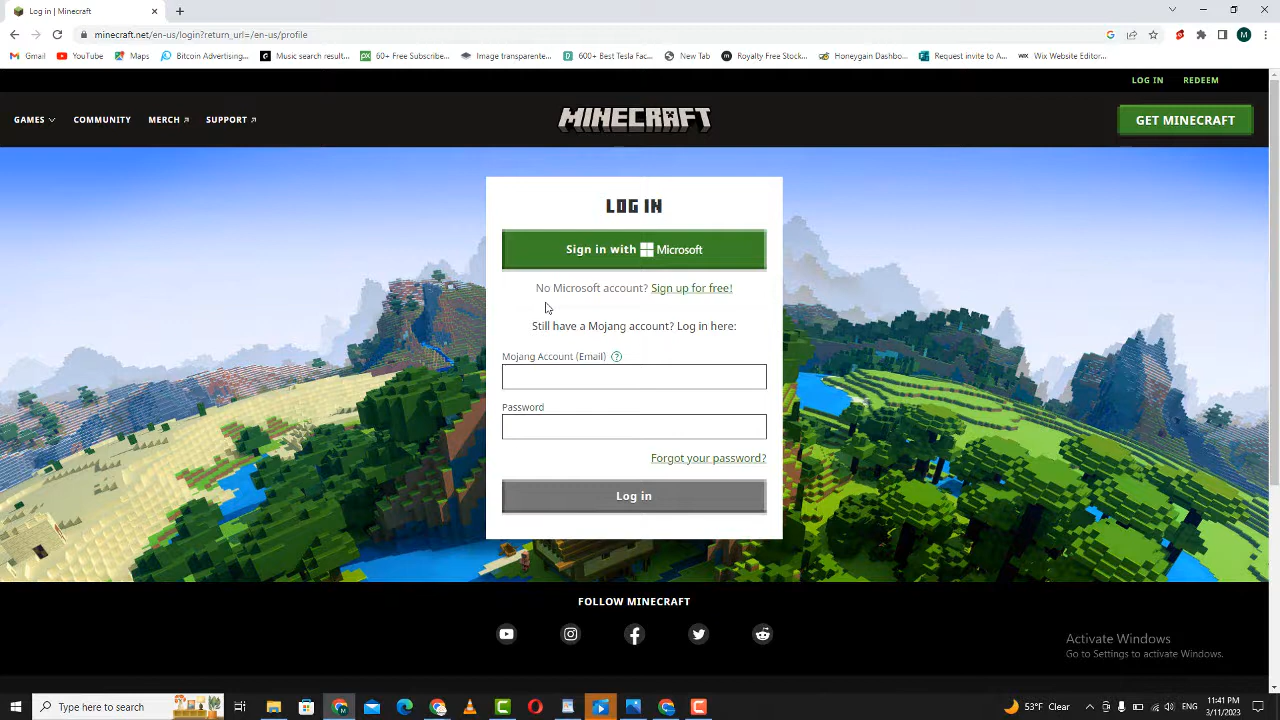 Log in | Minecraft
minecraft.net/en-us/login?return_url=/en-us/profile
M
Gmail YouTube Maps Bitcoin Advertising... Music search result... 60+ Free Subscribe... Image transparente... 600+ Best Tesla Fac... New Tab Royalty Free Music... Honeygain Dashbo... Request invite to A... Wix Website Editor...
LOG IN REDEEM
GAMES COMMUNITY MERCH SUPPORT MINECRAFT GET MINECRAFT
LOG IN
Sign in with Microsoft
No Microsoft account? Sign up for free!
Still have a Mojang account? Log in here:
Mojang Account (Email) ?
Password
Forgot your password?
Log in
FOLLOW MINECRAFT
Activate Windows
Go to Settings to activate Windows.
Type here to search
53°F Clear
ENG
11:41 PM
3/11/2023